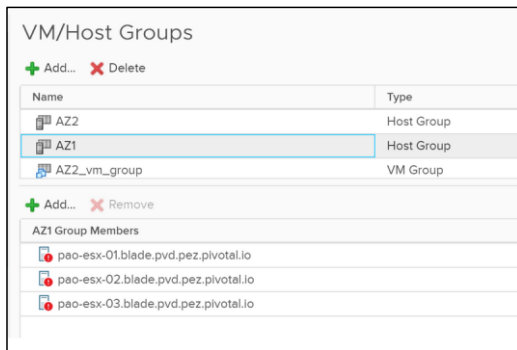 VM/Host Groups
Add... Delete
Name Type
AZ2 Host Group
AZ1 Host Group
AZ2_vm_group VM Group
Add... Remove
AZ1 Group Members
pao-esx-01.blade.pvd.pez.pivotal.io
pao-esx-02.blade.pvd.pez.pivotal.io
pao-esx-03.blade.pvd.pez.pivotal.io